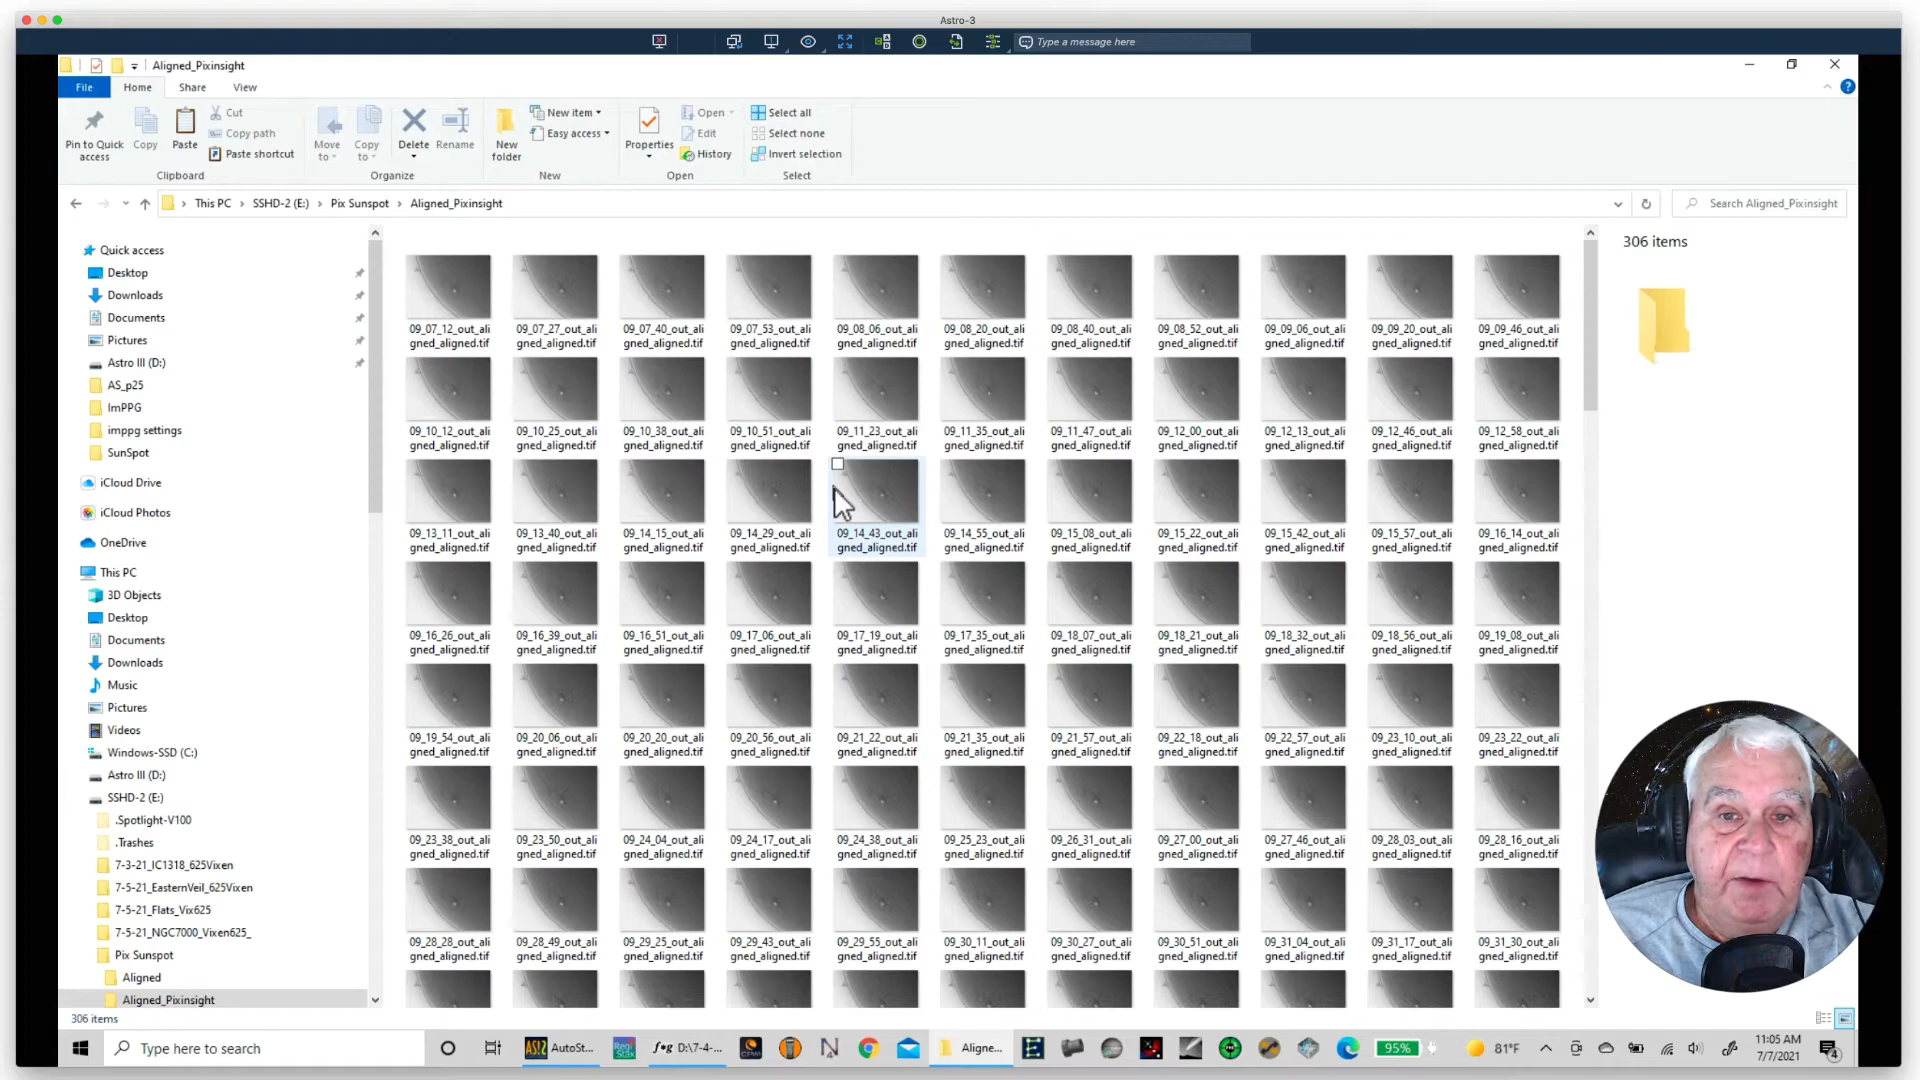 Astro-3
Type a message here
Aligned_Pixinsight
File Home Share View
Pin to Quick access
Copy
Paste
Cut
Copy path
Paste shortcut
Clipboard
Move to
Copy to
Delete
Rename
Organize
New folder
New item
Easy access
New
Properties
Open
Edit
History
Open
Select all
Select none
Invert selection
Select
This PC > SSHD-2 (E:) > Pix Sunspot > Aligned_Pixinsight
Search Aligned_Pixinsight
306 items
Quick access
Desktop
Downloads
Documents
Pictures
Astro III (D:)
AS_p25
ImPPG
imppg settings
SunSpot
iCloud Drive
iCloud Photos
OneDrive
This PC
3D Objects
Desktop
Documents
Downloads
Music
Pictures
Videos
Windows-SSD (C:)
Astro III (D:)
SSHD-2 (E:)
.Spotlight-V100
.Trashes
7-3-21_IC1318_625Vixen
7-5-21_EasternVeil_625Vixen
7-5-21_Flats_Vix625
7-5-21_NGC7000_Vixen625_
Pix Sunspot
Aligned
Aligned_Pixinsight
09_07_12_out_ali 09_07_27_out_ali 09_07_40_out_ali 09_07_53_out_ali 09_08_06_out_ali 09_08_20_out_ali 09_08_40_out_ali 09_08_52_out_ali 09_09_06_out_ali 09_09_20_out_ali 09_09_46_out_ali
gned_aligned.tif gned_aligned.tif gned_aligned.tif gned_aligned.tif gned_aligned.tif gned_aligned.tif gned_aligned.tif gned_aligned.tif gned_aligned.tif gned_aligned.tif gned_aligned.tif
09_10_12_out_ali 09_10_25_out_ali 09_10_38_out_ali 09_10_51_out_ali 09_11_23_out_ali 09_11_35_out_ali 09_11_47_out_ali 09_12_00_out_ali 09_12_13_out_ali 09_12_46_out_ali 09_12_58_out_ali
gned_aligned.tif gned_aligned.tif gned_aligned.tif gned_aligned.tif gned_aligned.tif gned_aligned.tif gned_aligned.tif gned_aligned.tif gned_aligned.tif gned_aligned.tif gned_aligned.tif
09_13_11_out_ali 09_13_40_out_ali 09_14_15_out_ali 09_14_29_out_ali 09_14_43_out_ali 09_14_55_out_ali 09_15_08_out_ali 09_15_22_out_ali 09_15_42_out_ali 09_15_57_out_ali 09_16_14_out_ali
gned_aligned.tif gned_aligned.tif gned_aligned.tif gned_aligned.tif gned_aligned.tif gned_aligned.tif gned_aligned.tif gned_aligned.tif gned_aligned.tif gned_aligned.tif gned_aligned.tif
09_16_26_out_ali 09_16_39_out_ali 09_16_51_out_ali 09_17_06_out_ali 09_17_19_out_ali 09_17_35_out_ali 09_18_07_out_ali 09_18_21_out_ali 09_18_32_out_ali 09_18_56_out_ali 09_19_08_out_ali
gned_aligned.tif gned_aligned.tif gned_aligned.tif gned_aligned.tif gned_aligned.tif gned_aligned.tif gned_aligned.tif gned_aligned.tif gned_aligned.tif gned_aligned.tif gned_aligned.tif
09_19_54_out_ali 09_20_06_out_ali 09_20_20_out_ali 09_20_56_out_ali 09_21_22_out_ali 09_21_35_out_ali 09_21_57_out_ali 09_22_18_out_ali 09_22_57_out_ali 09_23_10_out_ali 09_23_22_out_ali
gned_aligned.tif gned_aligned.tif gned_aligned.tif gned_aligned.tif gned_aligned.tif gned_aligned.tif gned_aligned.tif gned_aligned.tif gned_aligned.tif gned_aligned.tif gned_aligned.tif
09_23_38_out_ali 09_23_50_out_ali 09_24_04_out_ali 09_24_17_out_ali 09_24_38_out_ali 09_25_23_out_ali 09_26_31_out_ali 09_27_00_out_ali 09_27_46_out_ali 09_28_03_out_ali 09_28_16_out_ali
gned_aligned.tif gned_aligned.tif gned_aligned.tif gned_aligned.tif gned_aligned.tif gned_aligned.tif gned_aligned.tif gned_aligned.tif gned_aligned.tif gned_aligned.tif gned_aligned.tif
09_28_28_out_ali 09_28_49_out_ali 09_29_25_out_ali 09_29_43_out_ali 09_29_55_out_ali 09_30_11_out_ali 09_30_27_out_ali 09_30_51_out_ali 09_31_04_out_ali 09_31_17_out_ali 09_31_30_out_ali
gned_aligned.tif gned_aligned.tif gned_aligned.tif gned_aligned.tif gned_aligned.tif gned_aligned.tif gned_aligned.tif gned_aligned.tif gned_aligned.tif gned_aligned.tif gned_aligned.tif
306 items
Type here to search
AS!2 AutoSt...
D:\7-4-...
Aligne...
95%
81°F
11:05 AM
7/7/2021
4